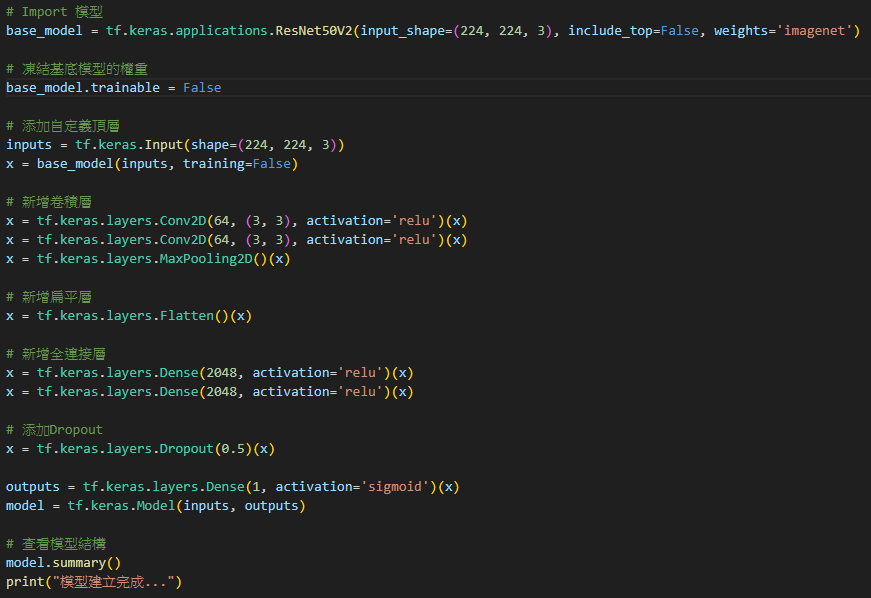 # Import 模型
base_model = tf.keras.applications.ResNet50V2(input_shape=(224, 224, 3), include_top=False, weights='imagenet')
# 凍結基底模型的權重
base_model.trainable = False
# 添加自定義頂層
inputs = tf.keras.Input(shape=(224, 224, 3))
x = base_model(inputs, training=False)
# 新增卷積層
x = tf.keras.layers.Conv2D(64, (3, 3), activation='relu')(x)
x = tf.keras.layers.Conv2D(64, (3, 3), activation='relu')(x)
x = tf.keras.layers.MaxPooling2D()(x)
# 新增扁平層
x = tf.keras.layers.Flatten()(x)
# 新增全連接層
x = tf.keras.layers.Dense(2048, activation='relu')(x)
x = tf.keras.layers.Dense(2048, activation='relu')(x)
# 添加Dropout
x = tf.keras.layers.Dropout(0.5)(x)
outputs = tf.keras.layers.Dense(1, activation='sigmoid')(x)
model = tf.keras.Model(inputs, outputs)
# 查看模型結構
model.summary()
print("模型建立完成...")